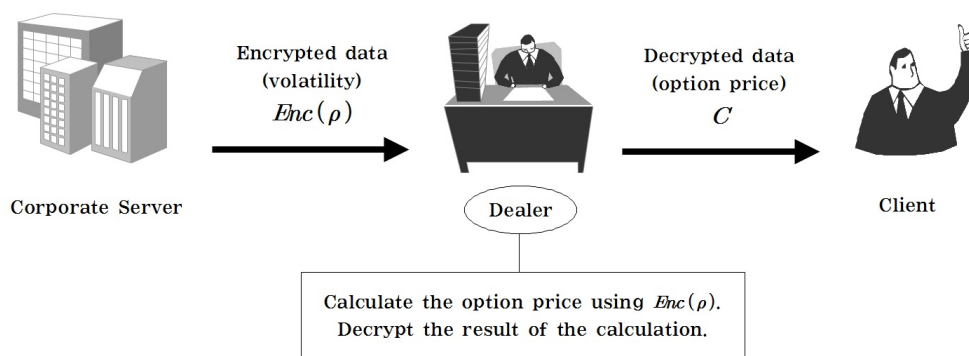 Encrypted data
(volatility)
Enc(ρ)
Decrypted data
(option price)
C
Corporate Server
Dealer
Client
Calculate the option price using Enc(ρ).
Decrypt the result of the calculation.